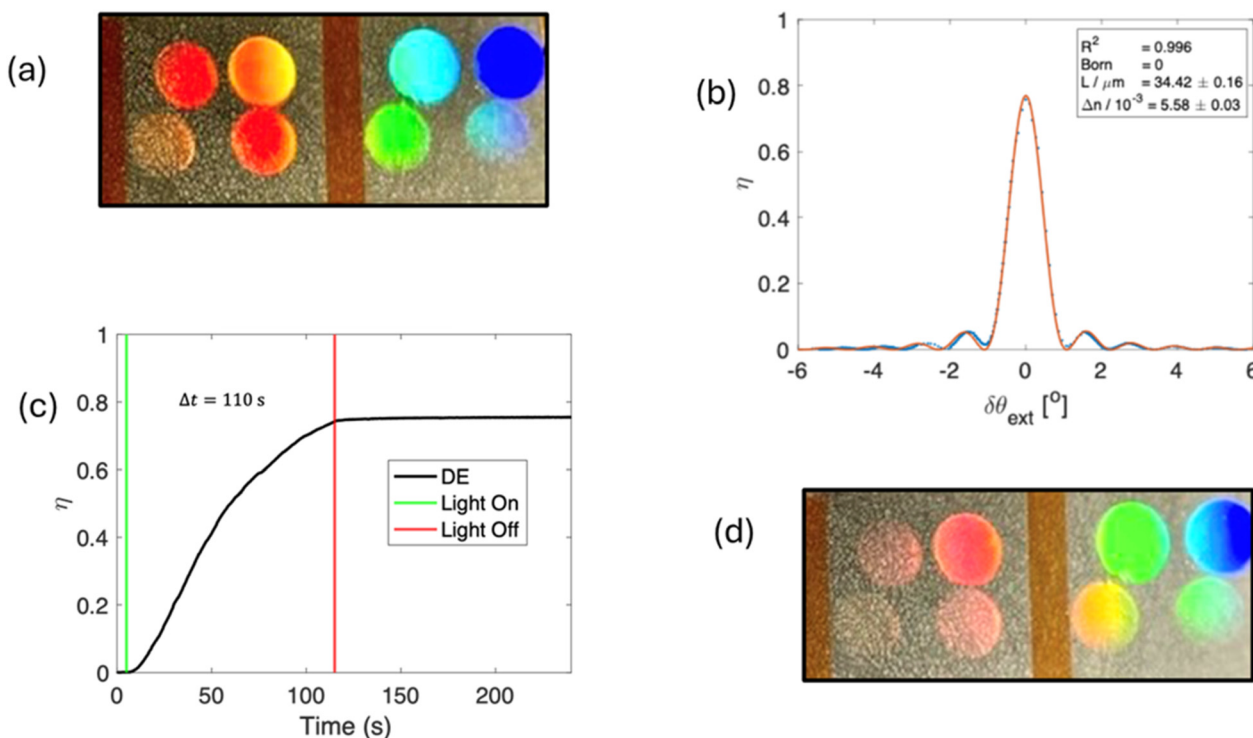 (a)
(b)
1
0.8
0.6
0.4
0.2
0
η
-6
-4
-2
0
2
4
6
δθext [o]
R2 = 0.996
Born = 0
L / μm = 34.42 ± 0.16
Δn / 10-3 = 5.58 ± 0.03
(c)
1
0.8
0.6
0.4
0.2
0
η
0
50
100
150
200
Time (s)
Δt = 110 s
DE
Light On
Light Off
(d)